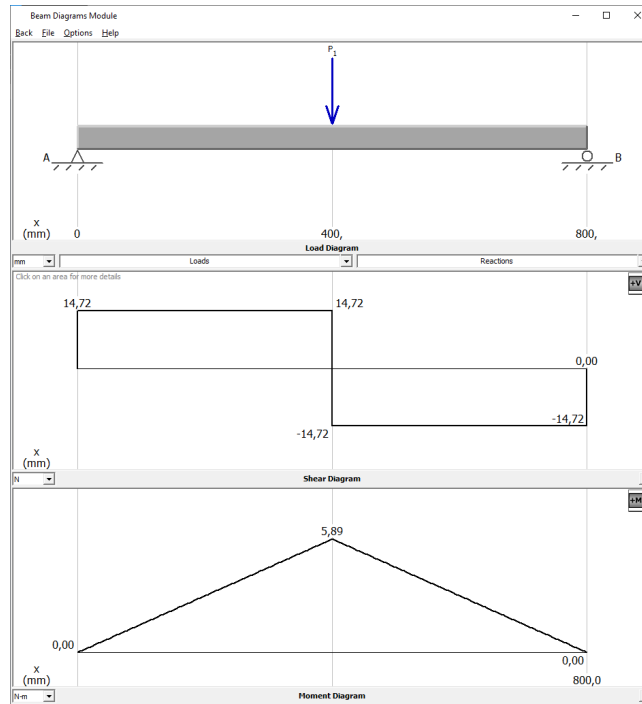 Beam Diagrams Module
Back File Options Help
P1
A
B
x
(mm) 0 400, 800,
Load Diagram
mm Loads Reactions
Click on an area for more details
+V
14,72 14,72
0,00
-14,72 -14,72
x
(mm)
N Shear Diagram
+M
5,89
0,00 0,00
x
(mm) 800,0
N-m Moment Diagram